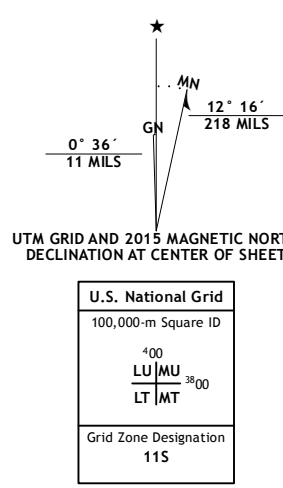 ★
MN
GN
12° 16´
218 MILS
0° 36´
11 MILS
UTM GRID AND 2015 MAGNETIC NORT
DECLINATION AT CENTER OF SHEET
U.S. National Grid
100,000-m Square ID
⁴00
LU MU
³⁸00
LT MT
Grid Zone Designation
11S